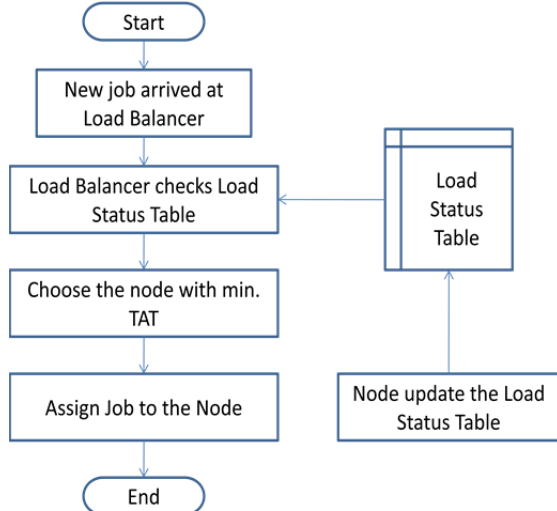 Start
New job arrived at
Load Balancer
Load Balancer checks Load
Status Table
Load
Status
Table
Choose the node with min.
TAT
Assign Job to the Node
Node update the Load
Status Table
End